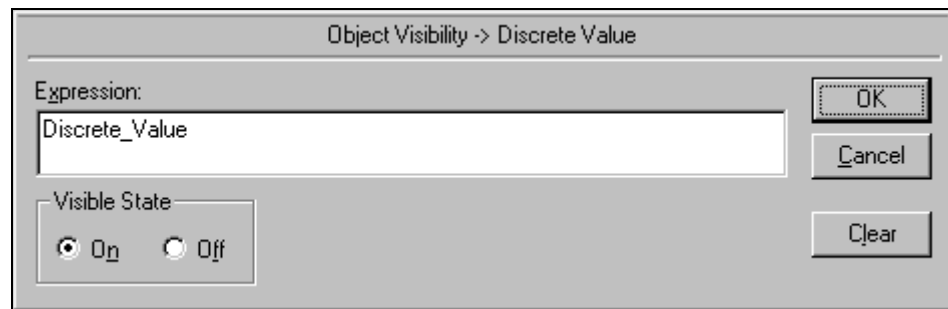 Object Visibility -> Discrete Value
Expression:
Discrete_Value
OK
Cancel
Visible State
On Off
Clear